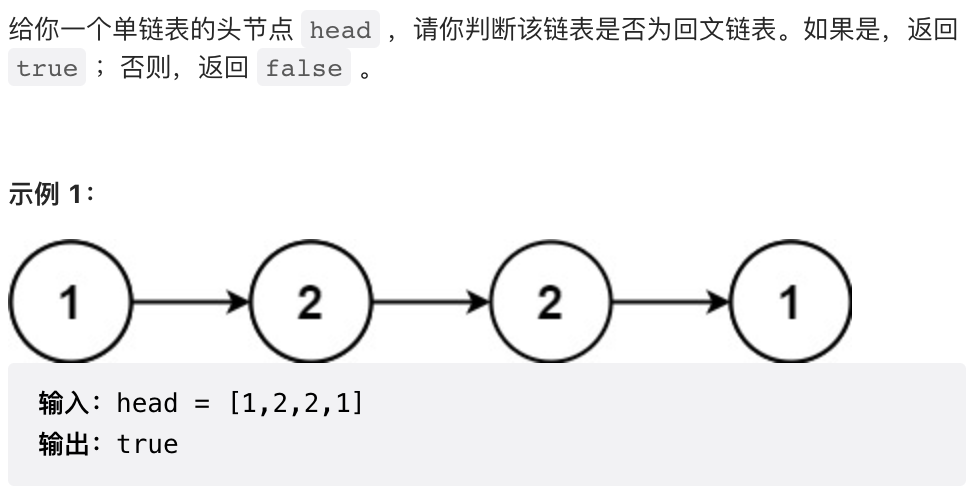 给你一个单链表的头节点 head ，请你判断该链表是否为回文链表。如果是，返回
true ；否则，返回 false 。
示例 1：
1 2 2 1
输入：head = [1,2,2,1]
输出：true